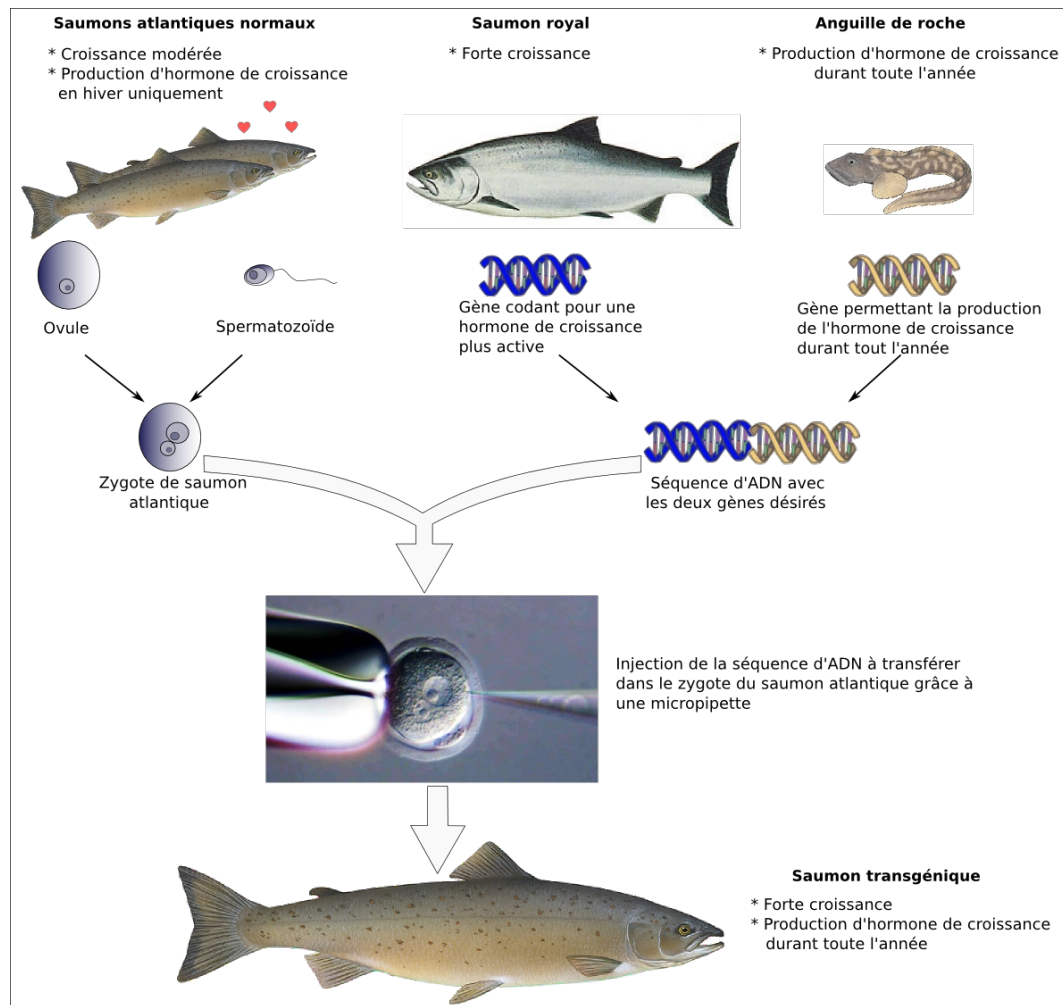 Saumons atlantiques normaux
* Croissance modérée
* Production d'hormone de croissance
en hiver uniquement
Saumon royal
* Forte croissance
Anguille de roche
* Production d'hormone de croissance
durant toute l'année
Ovule
Spermatozoïde
Gène codant pour une
hormone de croissance
plus active
Gène permettant la production
de l'hormone de croissance
durant tout l'année
Zygote de saumon
atlantique
Séquence d'ADN avec
les deux gènes désirés
Injection de la séquence d'ADN à transférer
dans le zygote du saumon atlantique grâce à
une micropipette
Saumon transgénique
* Forte croissance
* Production d'hormone de croissance
durant toute l'année